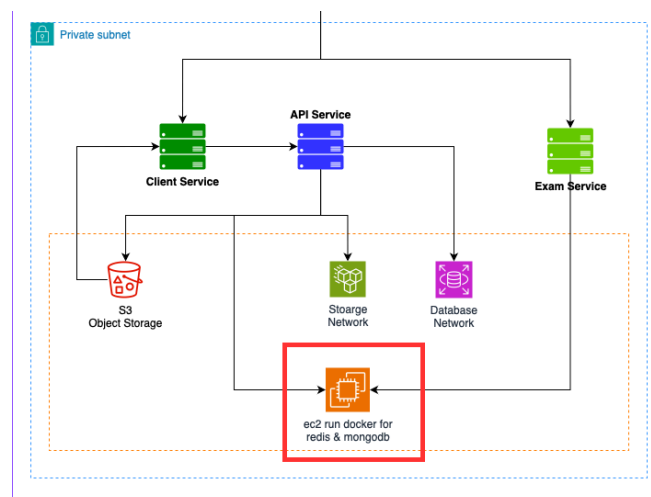 Private subnet
API Service
Client Service
Exam Service
S3
Object Storage
Stoarge
Network
Database
Network
ec2 run docker for
redis & mongodb